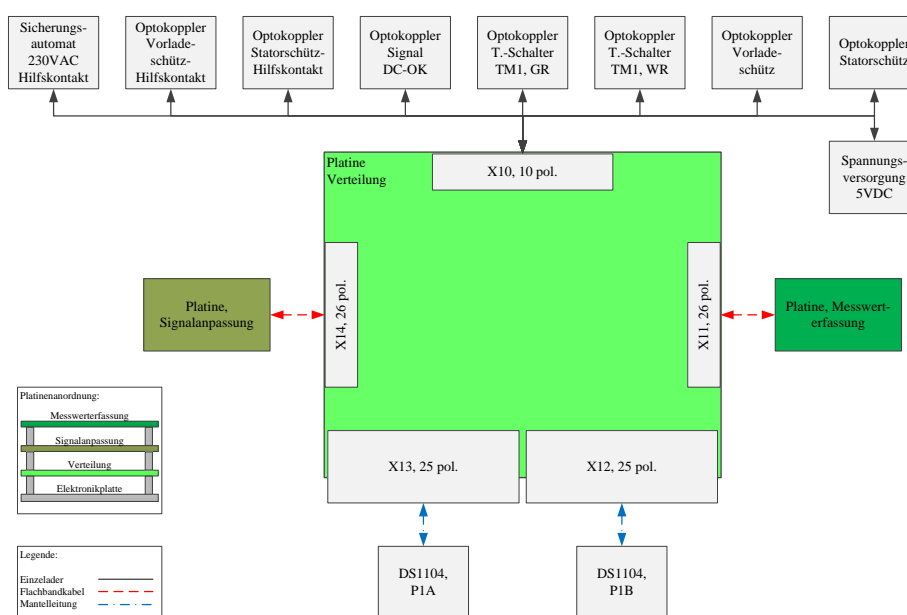 Sicherungs-
automat
230VAC
Hilfskontakt
Optokoppler
Vorlade-
schütz-
Hilfskontakt
Optokoppler
Statorschütz-
Hilfskontakt
Optokoppler
Signal
DC-OK
Optokoppler
T.-Schalter
TM1, GR
Optokoppler
T.-Schalter
TM1, WR
Optokoppler
Vorlade-
schütz
Optokoppler
Statorschütz
Spannungs-
versorgung
5VDC
Platine
Verteilung
X10, 10 pol.
Platine,
Signalanpassung
X14, 26 pol.
X11, 26 pol.
Platine, Messwert-
erfassung
X13, 25 pol.
X12, 25 pol.
DS1104,
P1A
DS1104,
P1B
Platinenanordnung:
Messwerterfassung
Signalanpassung
Verteilung
Elektronikplatte
Legende:
Einzelader
Flachbandkabel
Mantelleitung